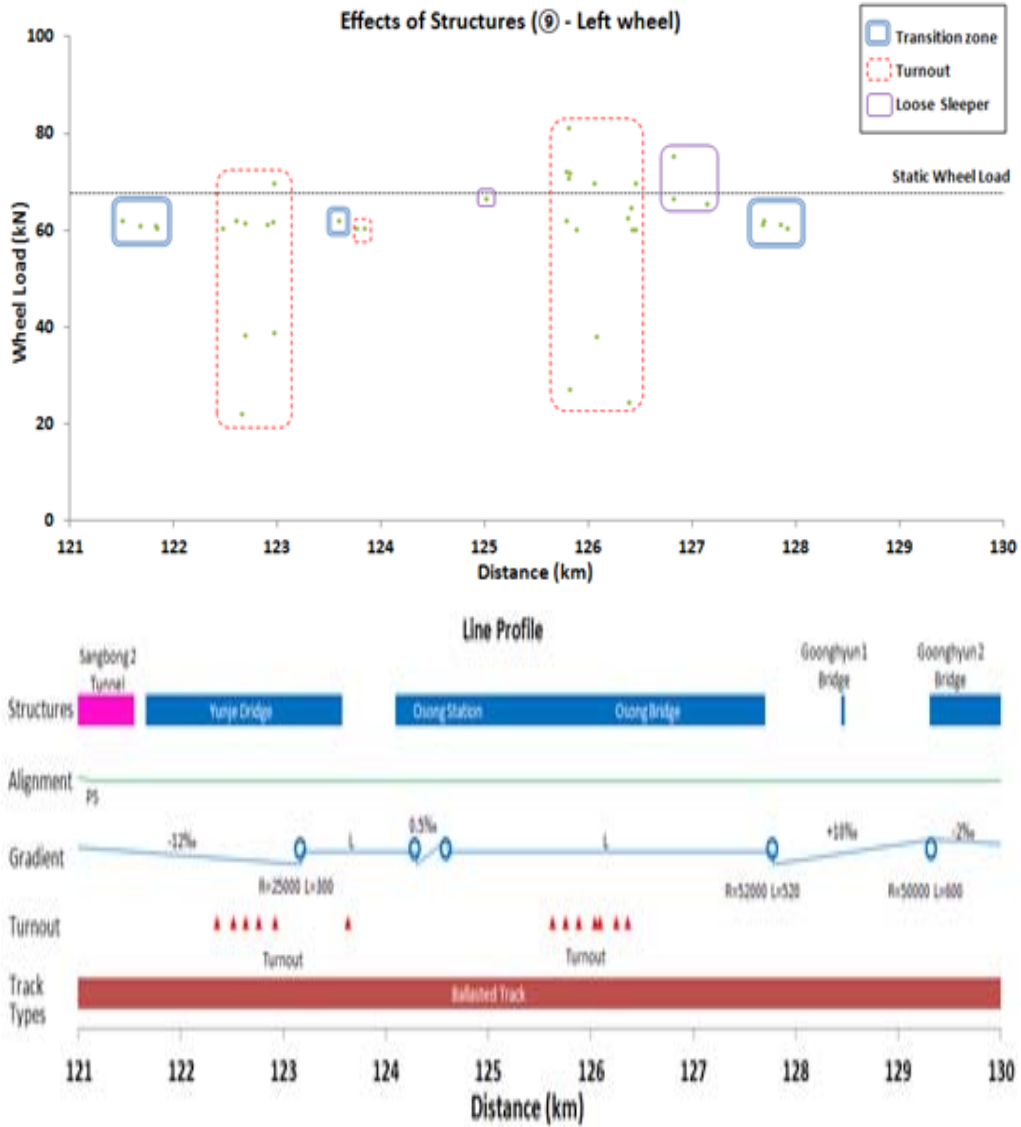 Effects of Structures (⑨ - Left wheel)
Transition zone
Turnout
Loose Sleeper
Static Wheel Load
Wheel Load (kN)
100
80
60
40
20
0
121 122 123 124 125 126 127 128 129 130
Distance (km)
Line Profile
Sangbong 2
Tunnel
Goonghyun 1
Bridge
Goonghyun 2
Bridge
Structures
Yunje Dridge
Osong Station
Osong Bridge
Alignment
PS
Gradient
-12‰
L
0.5‰
L
+10‰
-2‰
R=25000 L=300
R=52000 L=520
R=50000 L=600
Turnout
Turnout
Turnout
Track
Types
Ballasted Track
121 122 123 124 125 126 127 128 129 130
Distance (km)